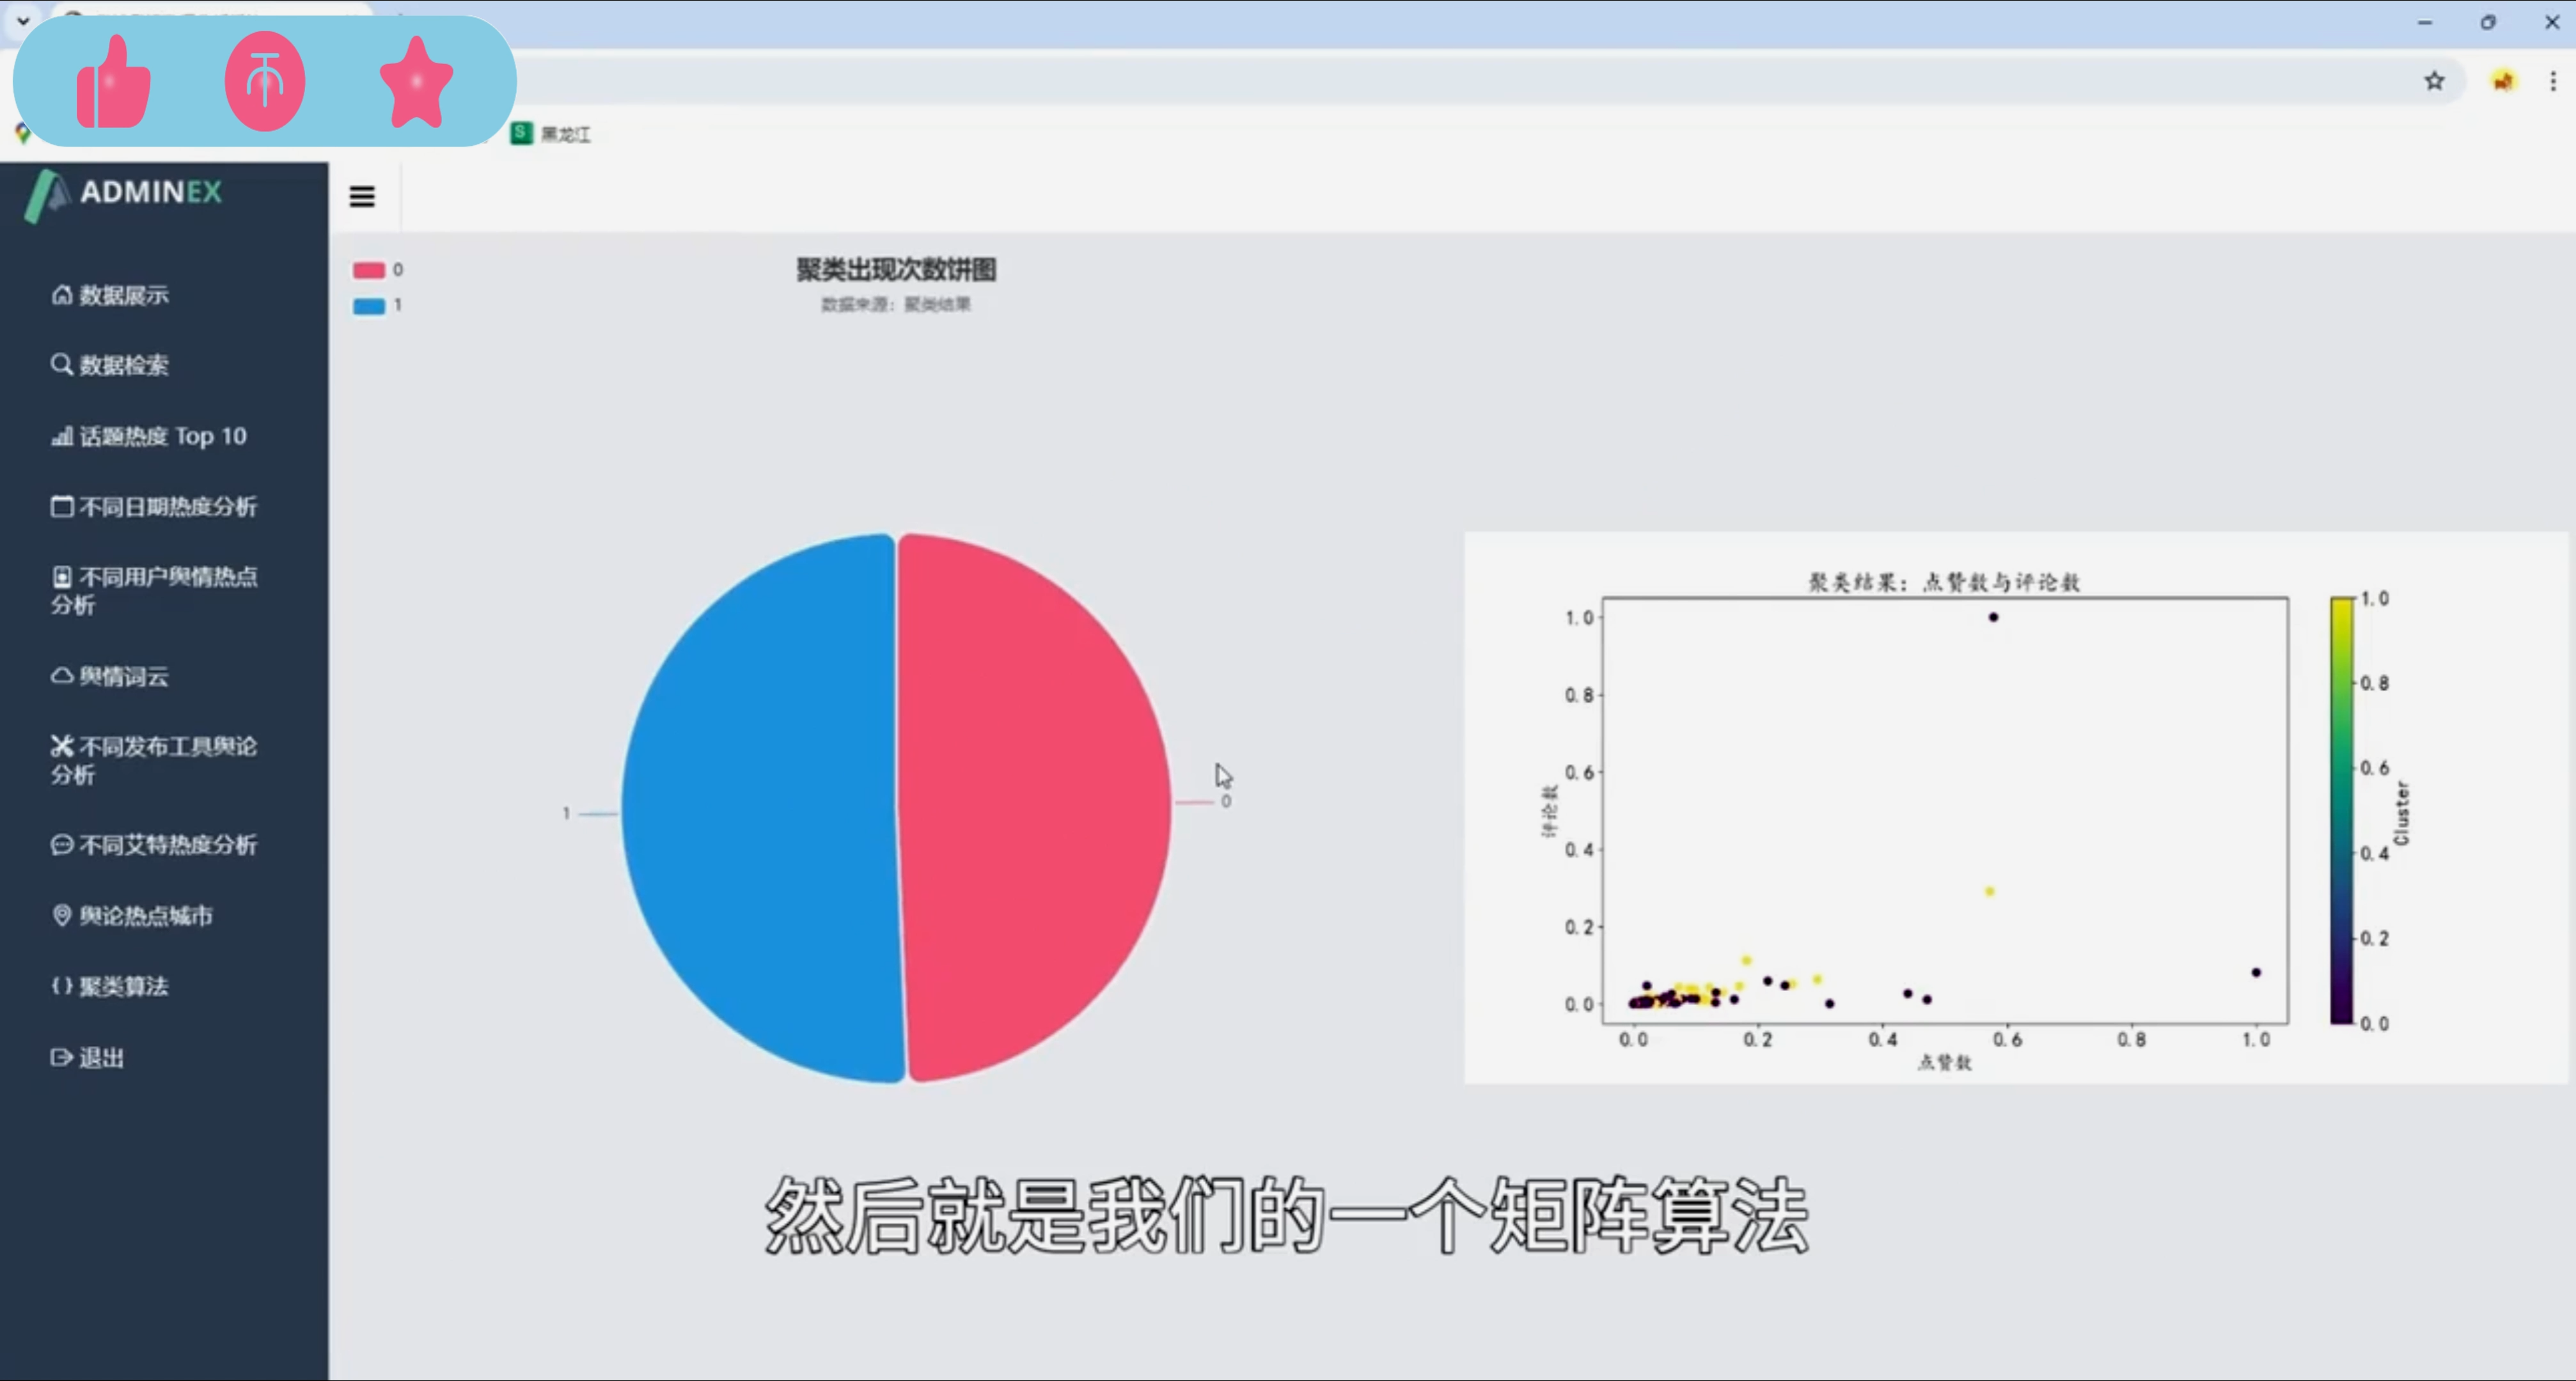 黑龙江
ADMINEX
数据展示
数据检索
话题热度 Top 10
不同日期热度分析
不同用户舆情热点
分析
舆情词云
不同发布工具舆论
分析
不同艾特热度分析
舆论热点城市
聚类算法
退出
0
1
聚类出现次数饼图
数据来源：聚类结果
1
0
聚类结果：点赞数与评论数
1.0
0.8
0.6
0.4
0.2
0.0
评论数
0.0 0.2 0.4 0.6 0.8 1.0
点赞数
1.0
0.8
0.6
0.4
0.2
0.0
Cluster
然后就是我们的一个矩阵算法